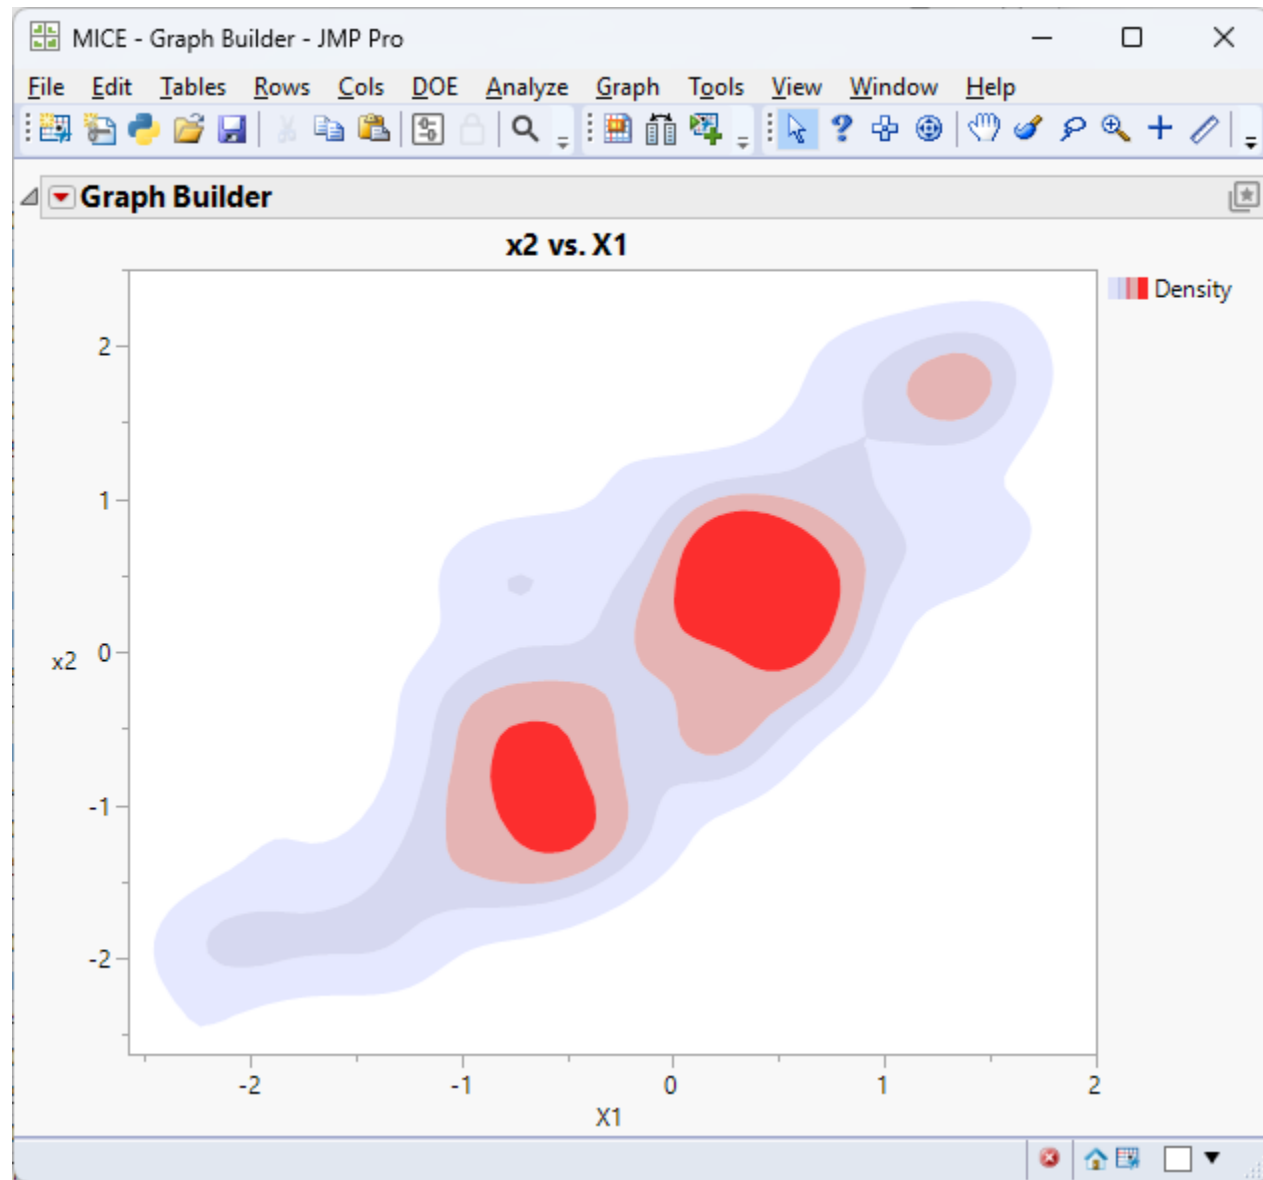 MICE - Graph Builder - JMP Pro
File Edit Tables Rows Cols DOE Analyze Graph Tools View Window Help
Graph Builder
x2 vs. X1
Density
2
1
0
-1
-2
x2
-2 -1 0 1 2
X1